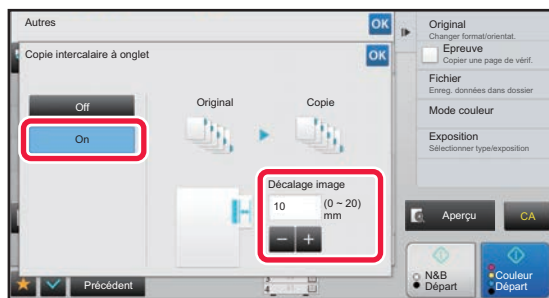 Autres
OK
Copie intercalaire à onglet
OK
Off
On
Original
Copie
Décalage image
10
(0 ~ 20)
mm
Précédent
Original
Changer format/orientat.
Epreuve
Copier une page de vérif.
Fichier
Enreg. données dans dossier
Mode couleur
Exposition
Sélectionner type/exposition
Aperçu
CA
N&B
Départ
Couleur
Départ